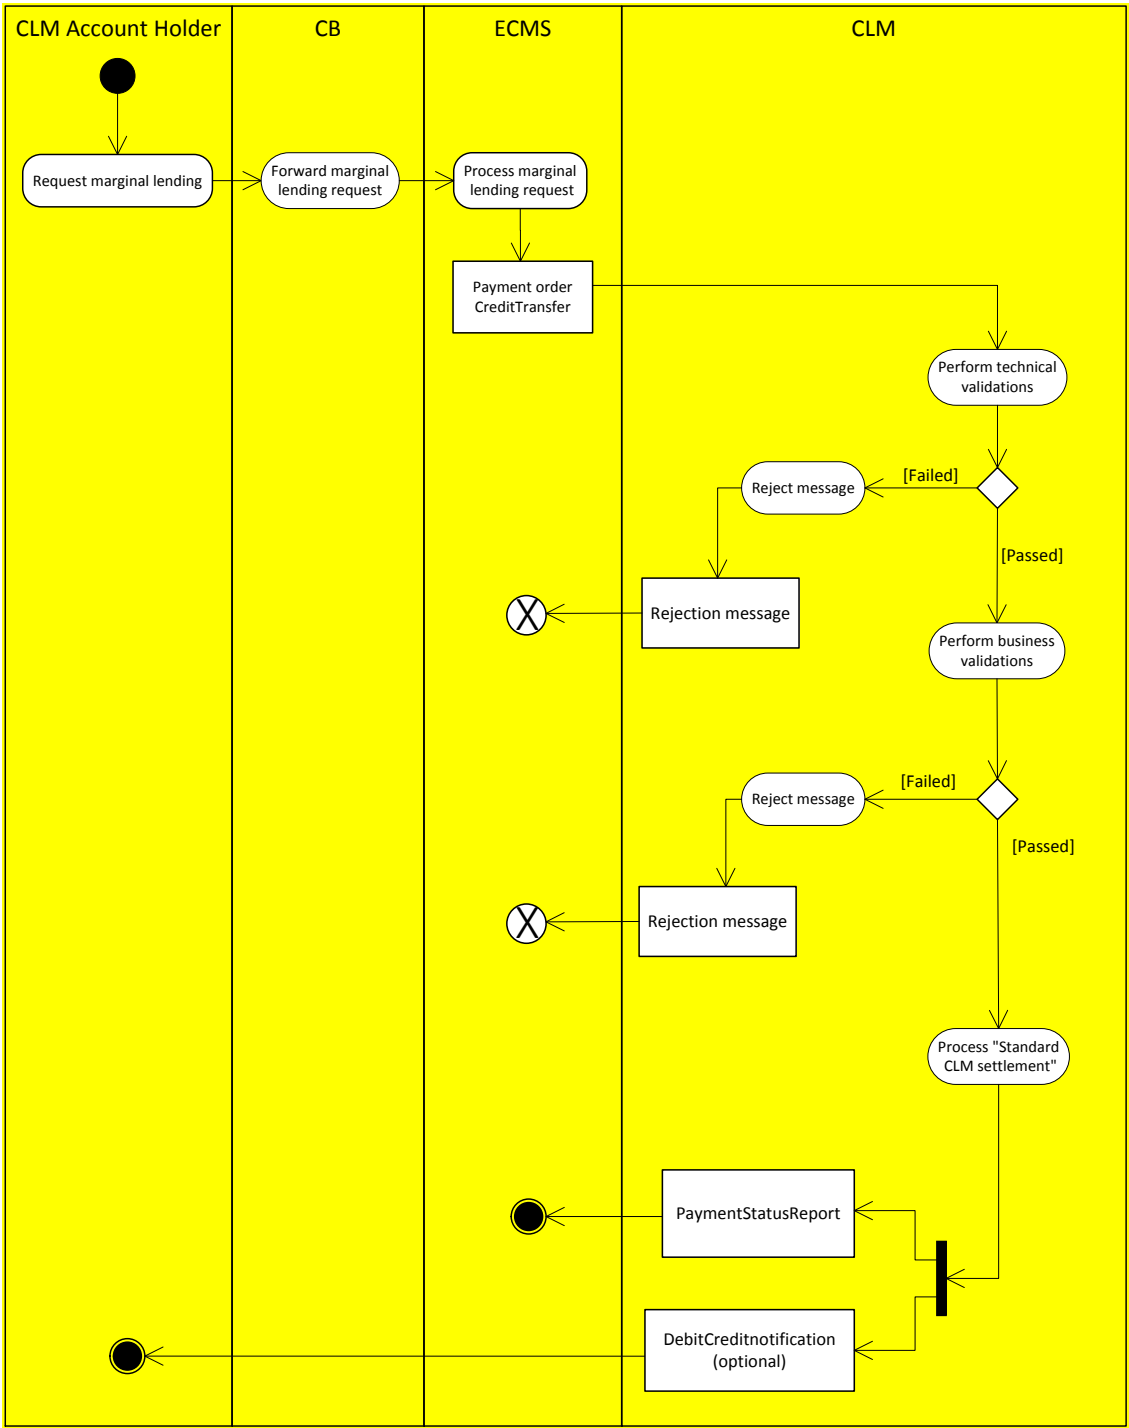 CLM Account Holder
CB
ECMS
CLM
Request marginal lending
Forward marginal
lending request
Process marginal
lending request
Payment order
CreditTransfer
Perform technical
validations
[Failed]
Reject message
[Passed]
Rejection message
X
Perform business
validations
[Failed]
Reject message
[Passed]
Rejection message
X
Process "Standard
CLM settlement"
PaymentStatusReport
DebitCreditnotification
(optional)